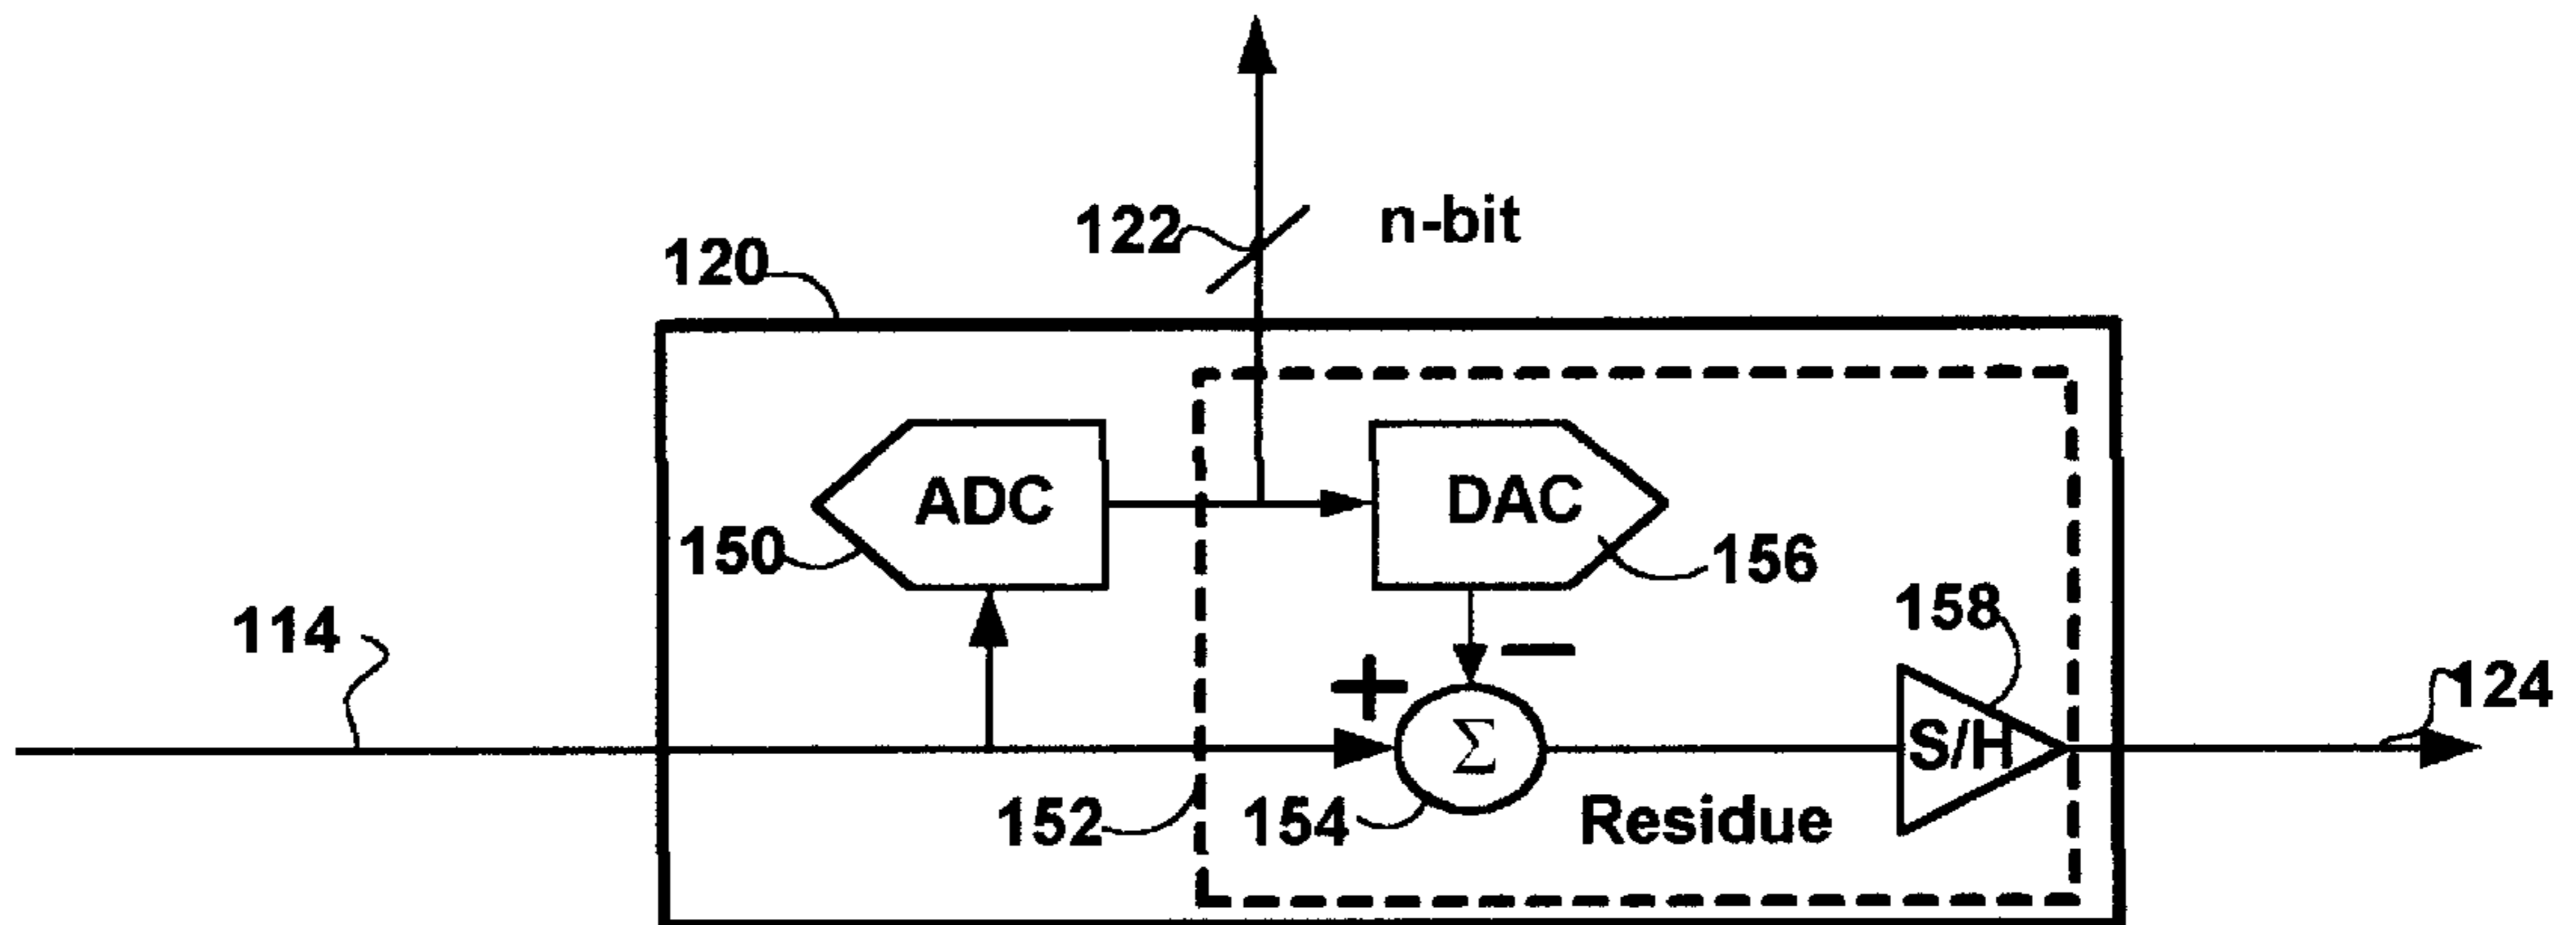 122
n-bit
120
ADC
DAC
150
156
158
114
+
−
124
Σ
S/H
152
154
Residue